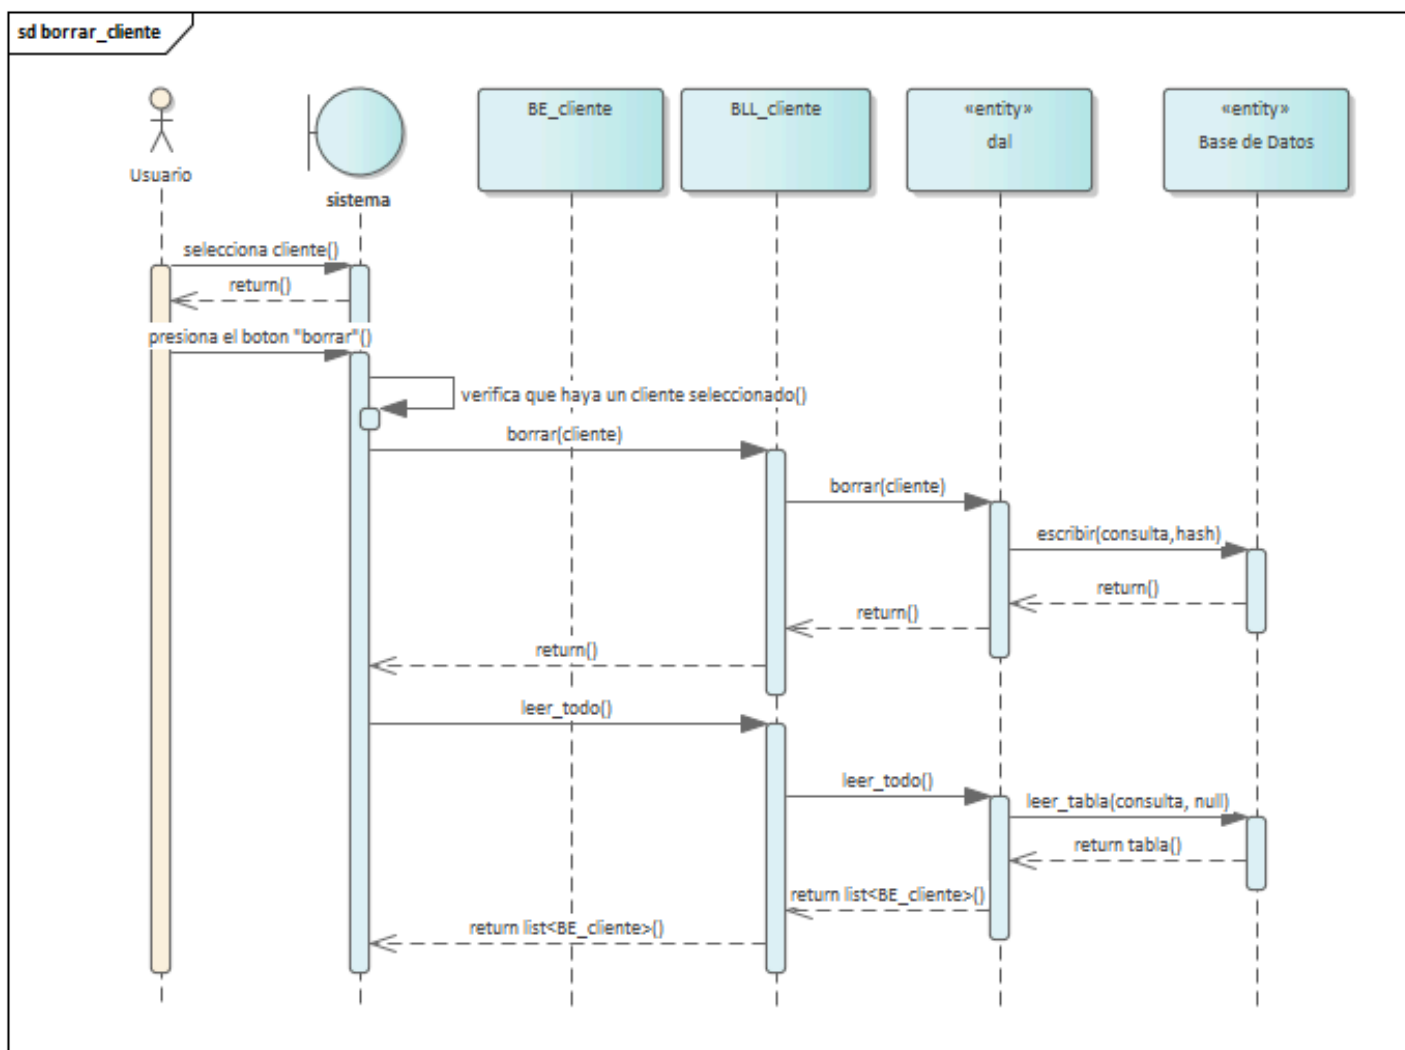 sd borrar_cliente
Usuario
sistema
BE_cliente
BLL_cliente
«entity»
dal
«entity»
Base de Datos
selecciona cliente()
return()
presiona el boton "borrar"()
verifica que haya un cliente seleccionado()
borrar(cliente)
borrar(cliente)
escribir(consulta,hash)
return()
return()
return()
leer_todo()
leer_todo()
leer_tabla(consulta, null)
return tabla()
return list<BE_cliente>()
return list<BE_cliente>()